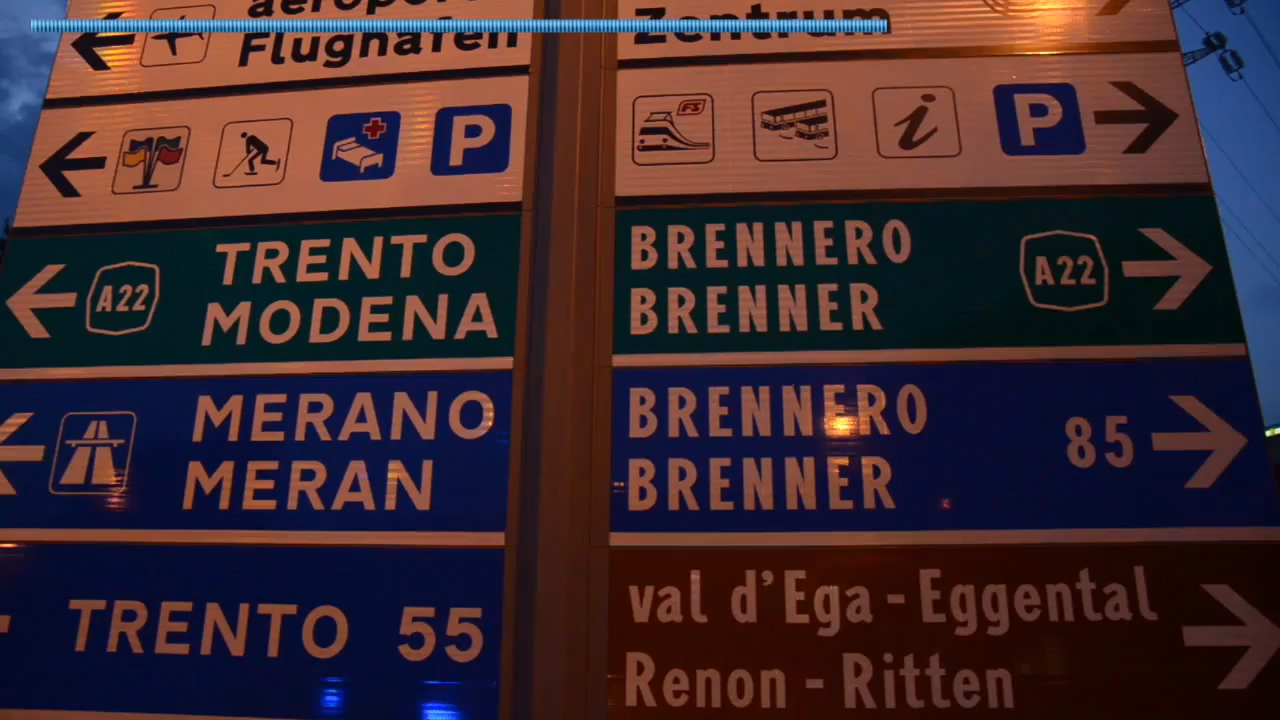 aeroporto
Flughafen
P
A22
TRENTO
MODENA
MERANO
MERAN
TRENTO 55
Zentrum
FS
i
P
BRENNERO
BRENNER
A22
BRENNERO
BRENNER
85
val d'Ega - Eggental
Renon - Ritten